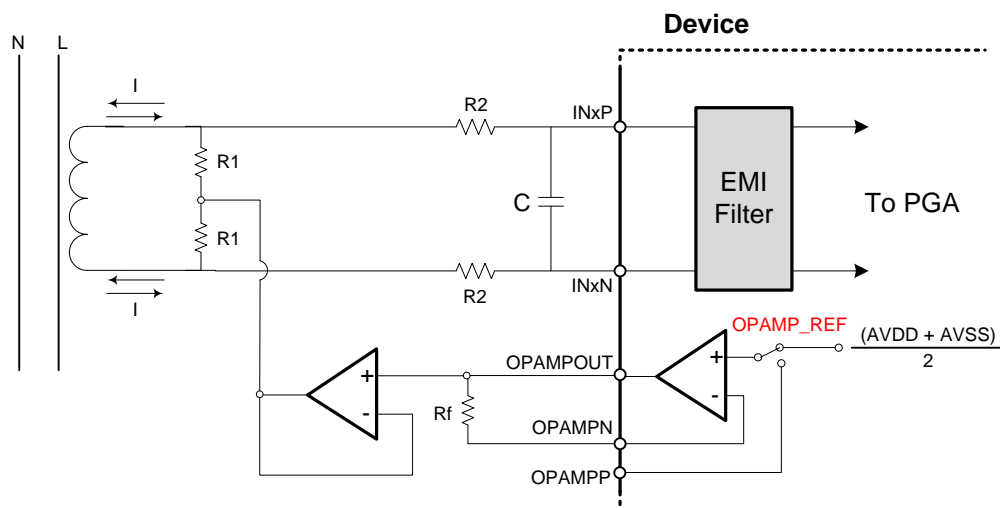 Device
N
L
I
R2
INxP
R1
C
EMI
Filter
To PGA
R1
I
R2
INxN
OPAMP_REF
(AVDD + AVSS)
2
OPAMPOUT
+
+
-
-
Rf
OPAMPN
OPAMPP